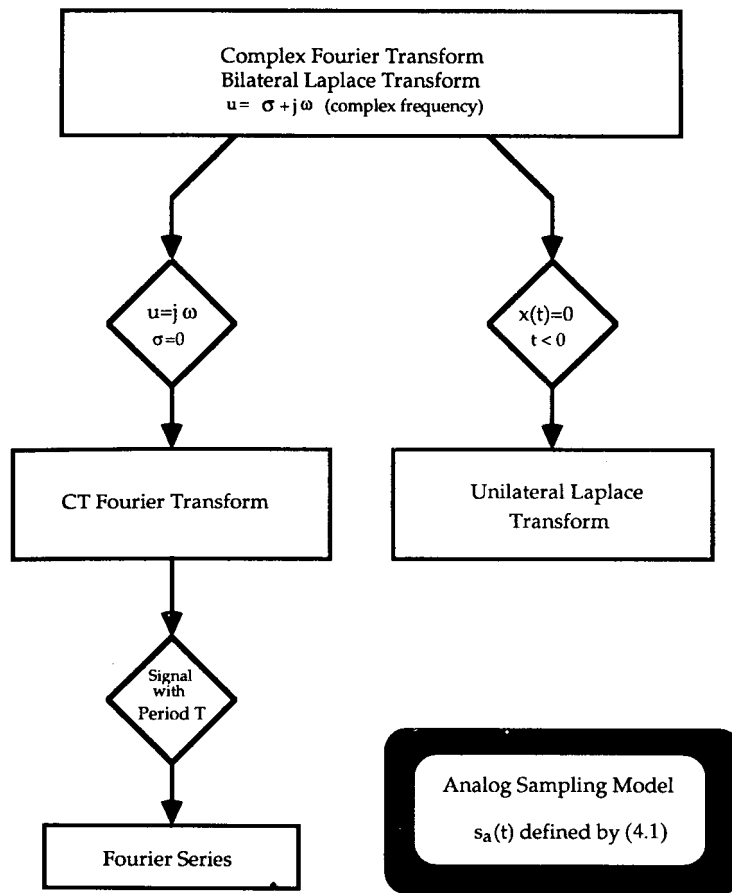 Complex Fourier Transform
Bilateral Laplace Transform
u = σ + j ω (complex frequency)
u=j ω
σ=0
x(t)=0
t < 0
CT Fourier Transform
Unilateral Laplace
Transform
Signal
with
Period T
Fourier Series
Analog Sampling Model
sa(t) defined by (4.1)